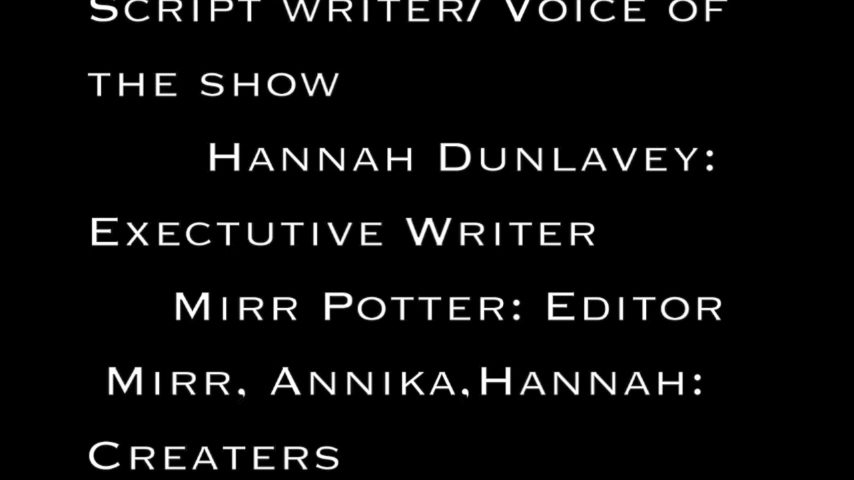 Script writer/ Voice of
the show
Hannah Dunlavey:
Exectutive Writer
Mirr Potter: Editor
Mirr, Annika,Hannah:
Creaters